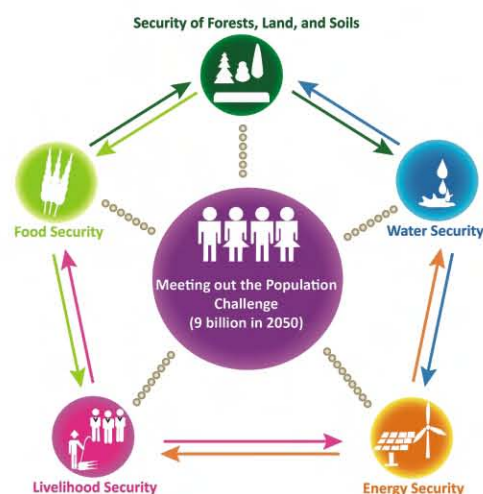 Security of Forests, Land, and Soils
Food Security
Water Security
Meeting out the Population
Challenge
(9 billion in 2050)
Livelihood Security
Energy Security